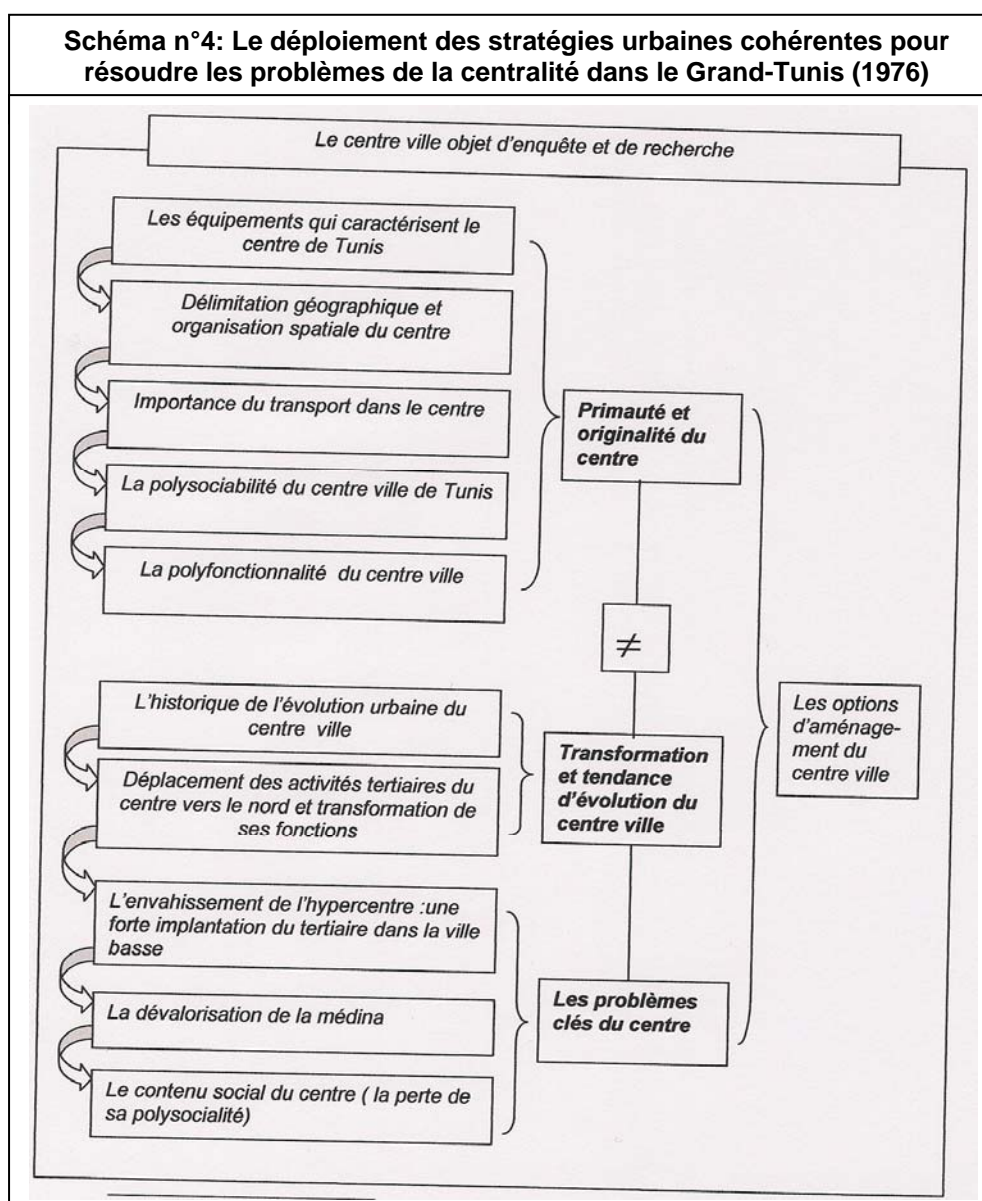 Schéma n°4: Le déploiement des stratégies urbaines cohérentes pour
résoudre les problèmes de la centralité dans le Grand-Tunis (1976)
Le centre ville objet d'enquête et de recherche
Les équipements qui caractérisent le
centre de Tunis
Délimitation géographique et
organisation spatiale du centre
Importance du transport dans le centre
La polysociabilité du centre ville de Tunis
La polyfonctionnalité du centre ville
Primauté et
originalité du
centre
≠
L'historique de l'évolution urbaine du
centre ville
Déplacement des activités tertiaires du
centre vers le nord et transformation de
ses fonctions
Transformation
et tendance
d'évolution du
centre ville
Les options
d'aménage-
ment du
centre ville
L'envahissement de l'hypercentre :une
forte implantation du tertiaire dans la ville
basse
La dévalorisation de la médina
Le contenu social du centre ( la perte de
sa polysocialité)
Les problèmes
clés du centre